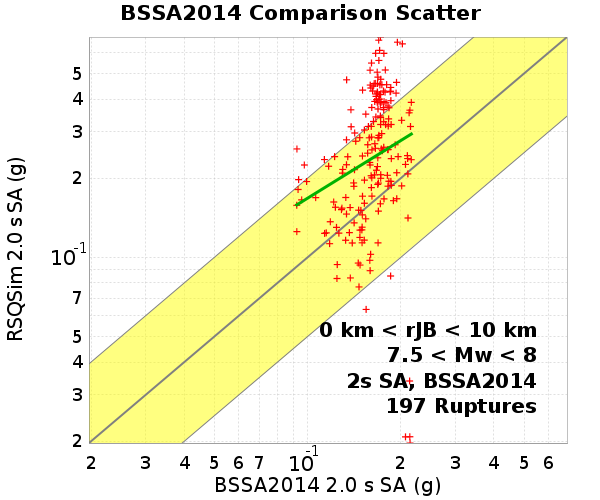 BSSA2014 Comparison Scatter
RSQSim 2.0 s SA (g)
5
4
3
2
10-1
7
5
4
3
2
0 km < rJB < 10 km
7.5 < Mw < 8
2s SA, BSSA2014
197 Ruptures
2 3 4 5 6 7 10-1 2 3 4 5 6
BSSA2014 2.0 s SA (g)